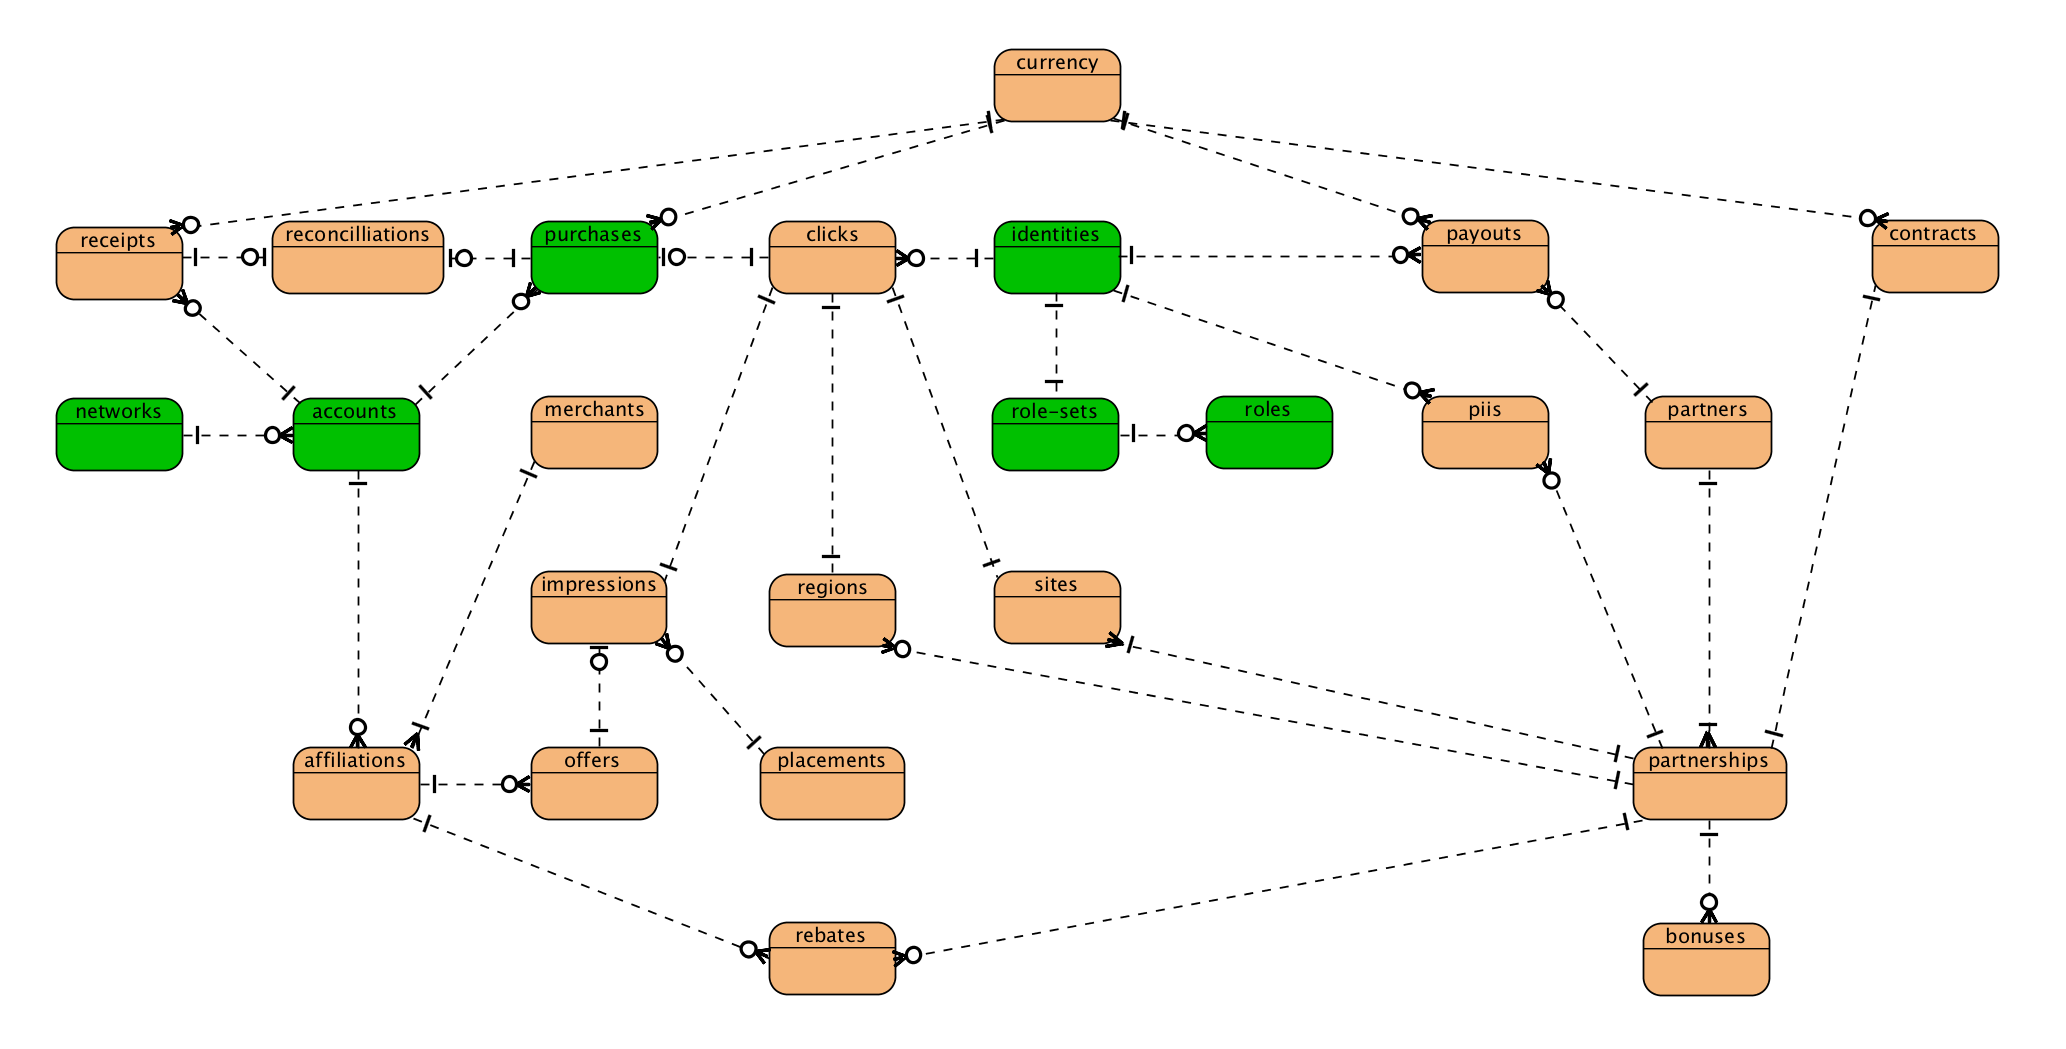 currency
receipts
reconcilliations
purchases
clicks
identities
payouts
contracts
networks
accounts
merchants
role-sets
roles
piis
partners
impressions
regions
sites
affiliations
offers
placements
partnerships
rebates
bonuses